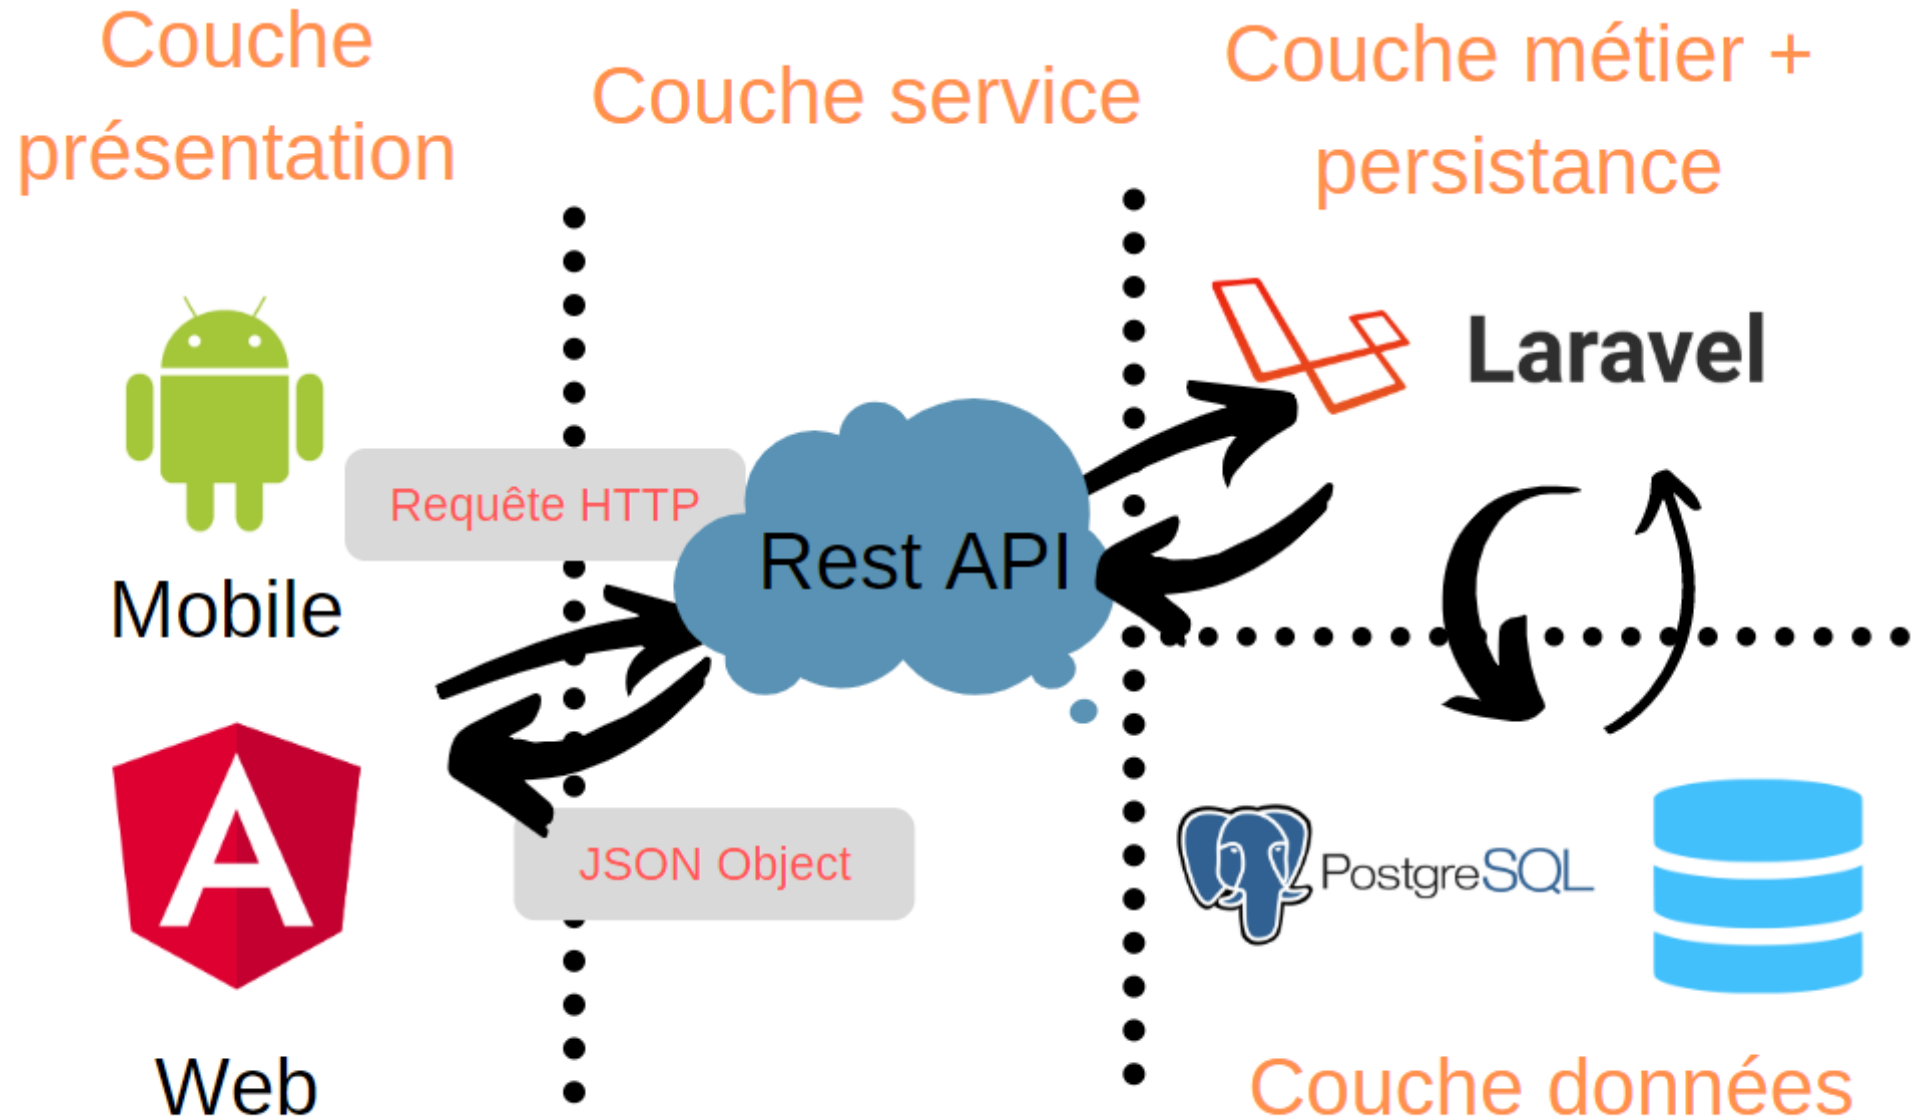 Couche
présentation
Couche service
Couche métier +
persistance
Laravel
Requête HTTP
Rest API
Mobile
JSON Object
PostgreSQL
Web
Couche données